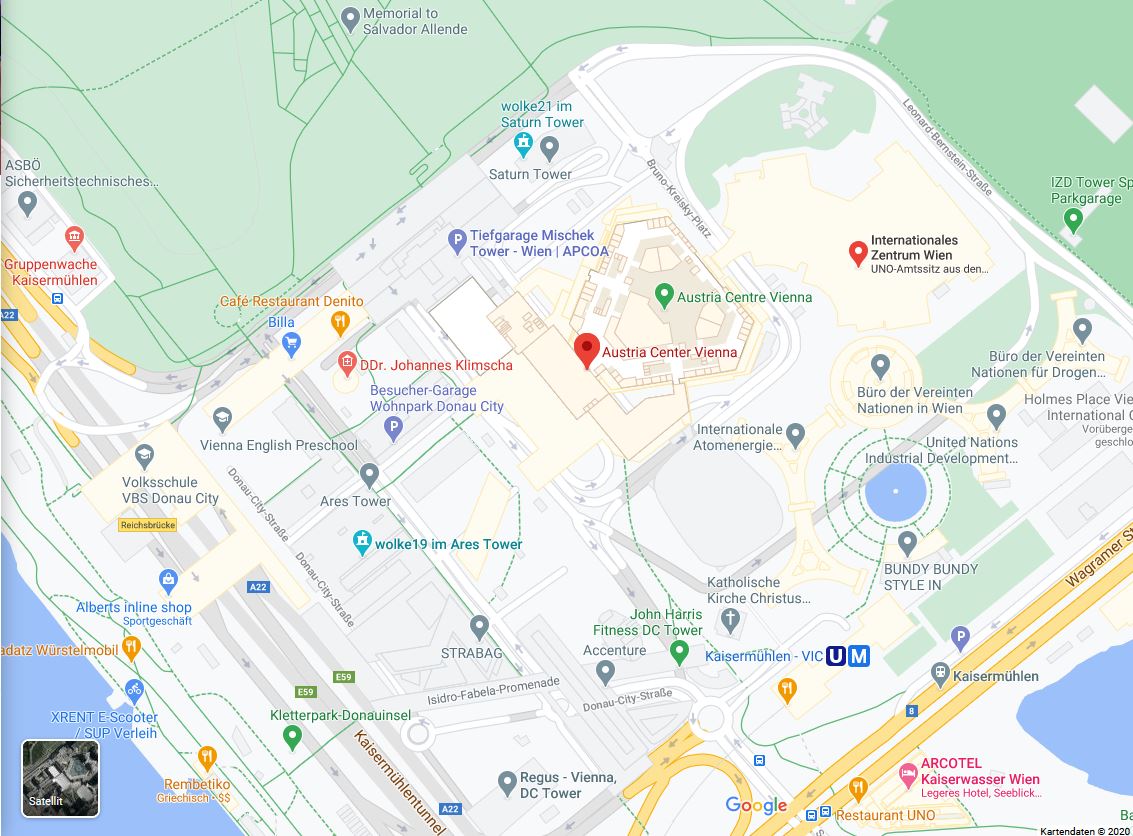 Memorial to
Salvador Allende
wolke21 im
Saturn Tower
Saturn Tower
Leonard-Bernstein-Straße
Bruno-Kreisky-Platz
ASBÖ
Sicherheitstechnisches...
IZD Tower Sp
Parkgarage
Gruppenwache
Kaisermühlen
Tiefgarage Mischek
Tower - Wien | APCOA
Internationales
Zentrum Wien
UNO-Amtssitz aus den...
Austria Centre Vienna
A22
Café Restaurant Denito
Billa
DDr. Johannes Klimscha
Austria Center Vienna
Büro der Vereinten
Nationen für Drogen...
Besucher-Garage
Wohnpark Donau City
Büro der Vereinten
Nationen in Wien
Holmes Place Vie
International C
Vorüberge
geschlo
Vienna English Preschool
Internationale
Atomenergie...
United Nations
Industrial Development...
Volksschule
VBS Donau City
Donau-City-Straße
Ares Tower
Reichsbrücke
wolke19 im Ares Tower
Donau-City-Straße
BUNDY BUNDY
STYLE IN
Wagramer St
A22
Alberts inline shop
Sportgeschäft
Katholische
Kirche Christus...
John Harris
Fitness DC Tower
adatz Würstelmobil
STRABAG
Accenture
Kaisermühlen - VIC U M
Kaisermühlen
E59
E59
Isidro-Fabela-Promenade
Donau-City-Straße
8
XRENT E-Scooter
/ SUP Verleih
Kletterpark-Donauinsel
Kaisermühlentunnel
Rembetiko
Griechisch - $$
Regus - Vienna,
DC Tower
ARCOTEL
Kaiserwasser Wien
Legeres Hotel, Seeblick...
Satellit
A22
Google
Restaurant UNO
Ba
Kartendaten © 2020